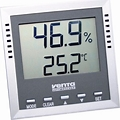 46.9%
25.2°C
venta
MODE CLEAR ▲ ▼ SET